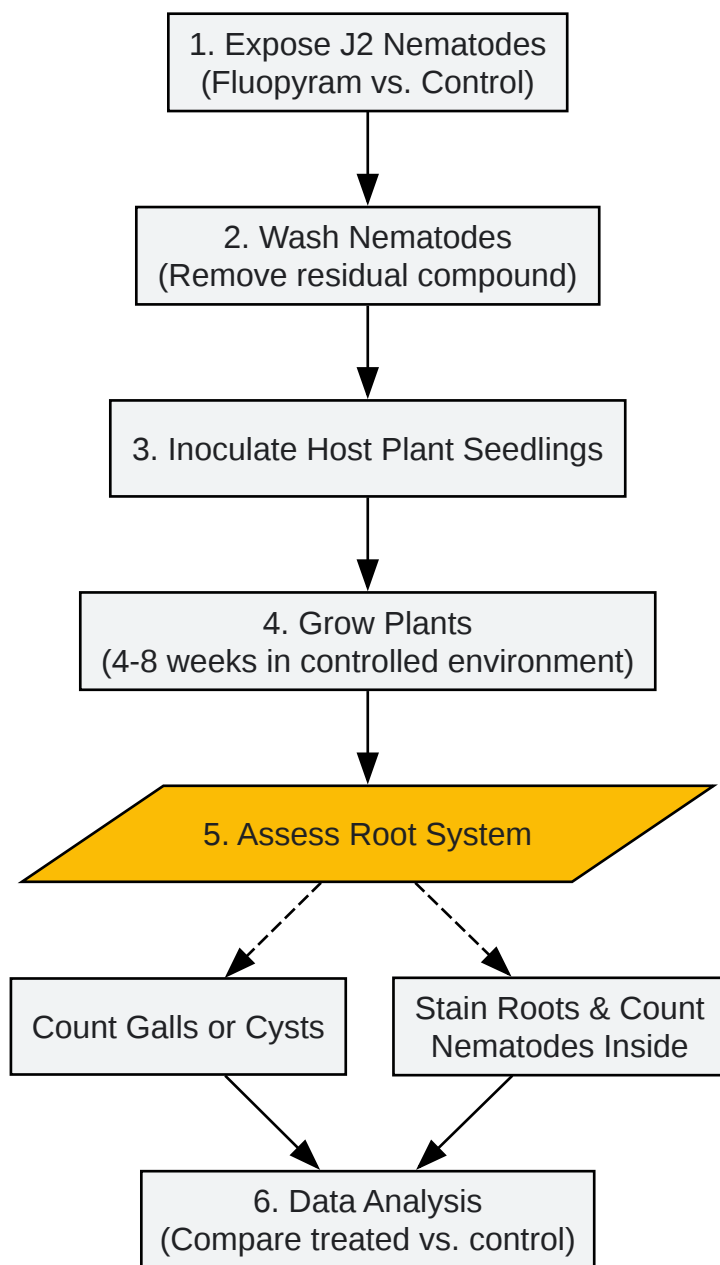 1. Expose J2 Nematodes
(Fluopyram vs. Control)
2. Wash Nematodes
(Remove residual compound)
3. Inoculate Host Plant Seedlings
4. Grow Plants
(4-8 weeks in controlled environment)
5. Assess Root System
Count Galls or Cysts
Stain Roots & Count
Nematodes Inside
6. Data Analysis
(Compare treated vs. control)